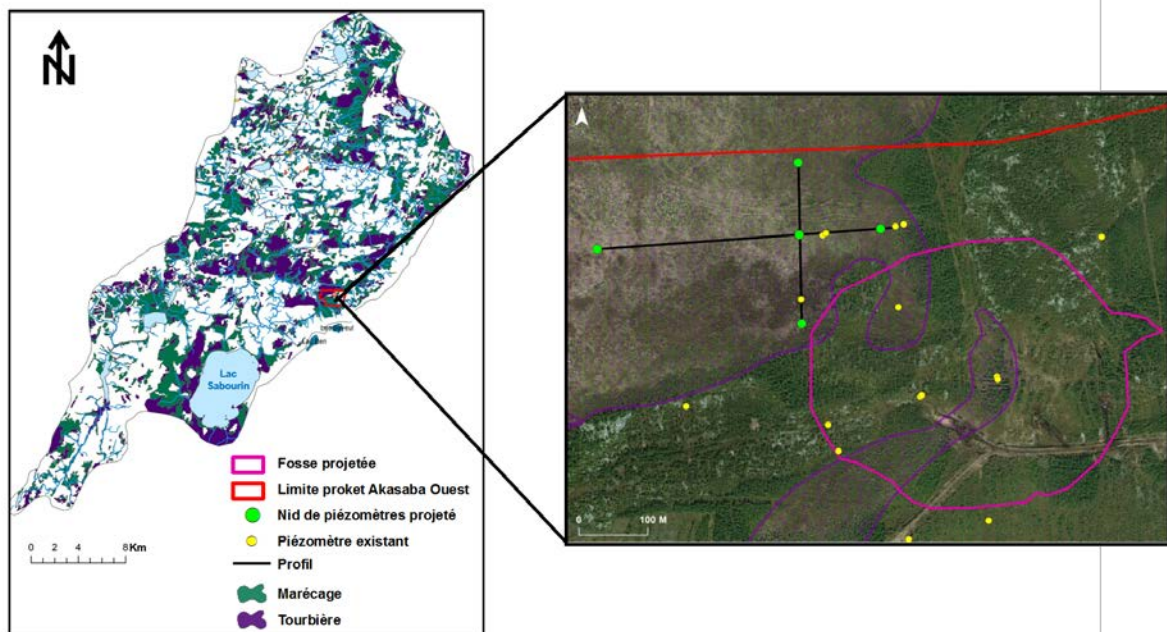 N
Lac
Sabourin
Fosse projetée
Limite proket Akasaba Ouest
Nid de piézomètres projeté
Piézomètre existant
Profil
Marécage
Tourbière
0 2 4 8 Km
0 100 M